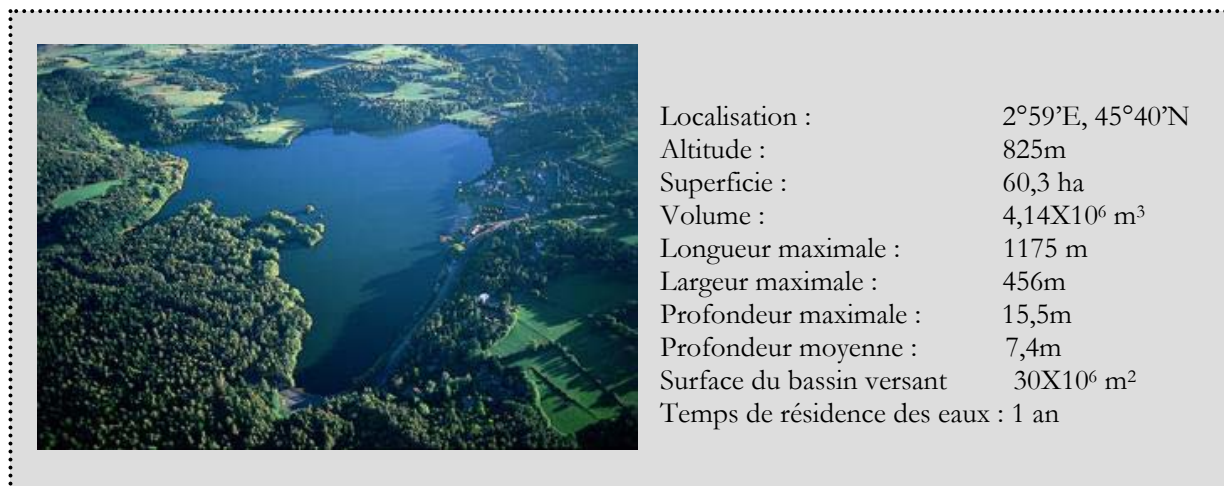 Localisation : 2°59’E, 45°40’N
Altitude : 825m
Superficie : 60,3 ha
Volume : 4,14X10⁶ m³
Longueur maximale : 1175 m
Largeur maximale : 456m
Profondeur maximale : 15,5m
Profondeur moyenne : 7,4m
Surface du bassin versant 30X10⁶ m²
Temps de résidence des eaux : 1 an